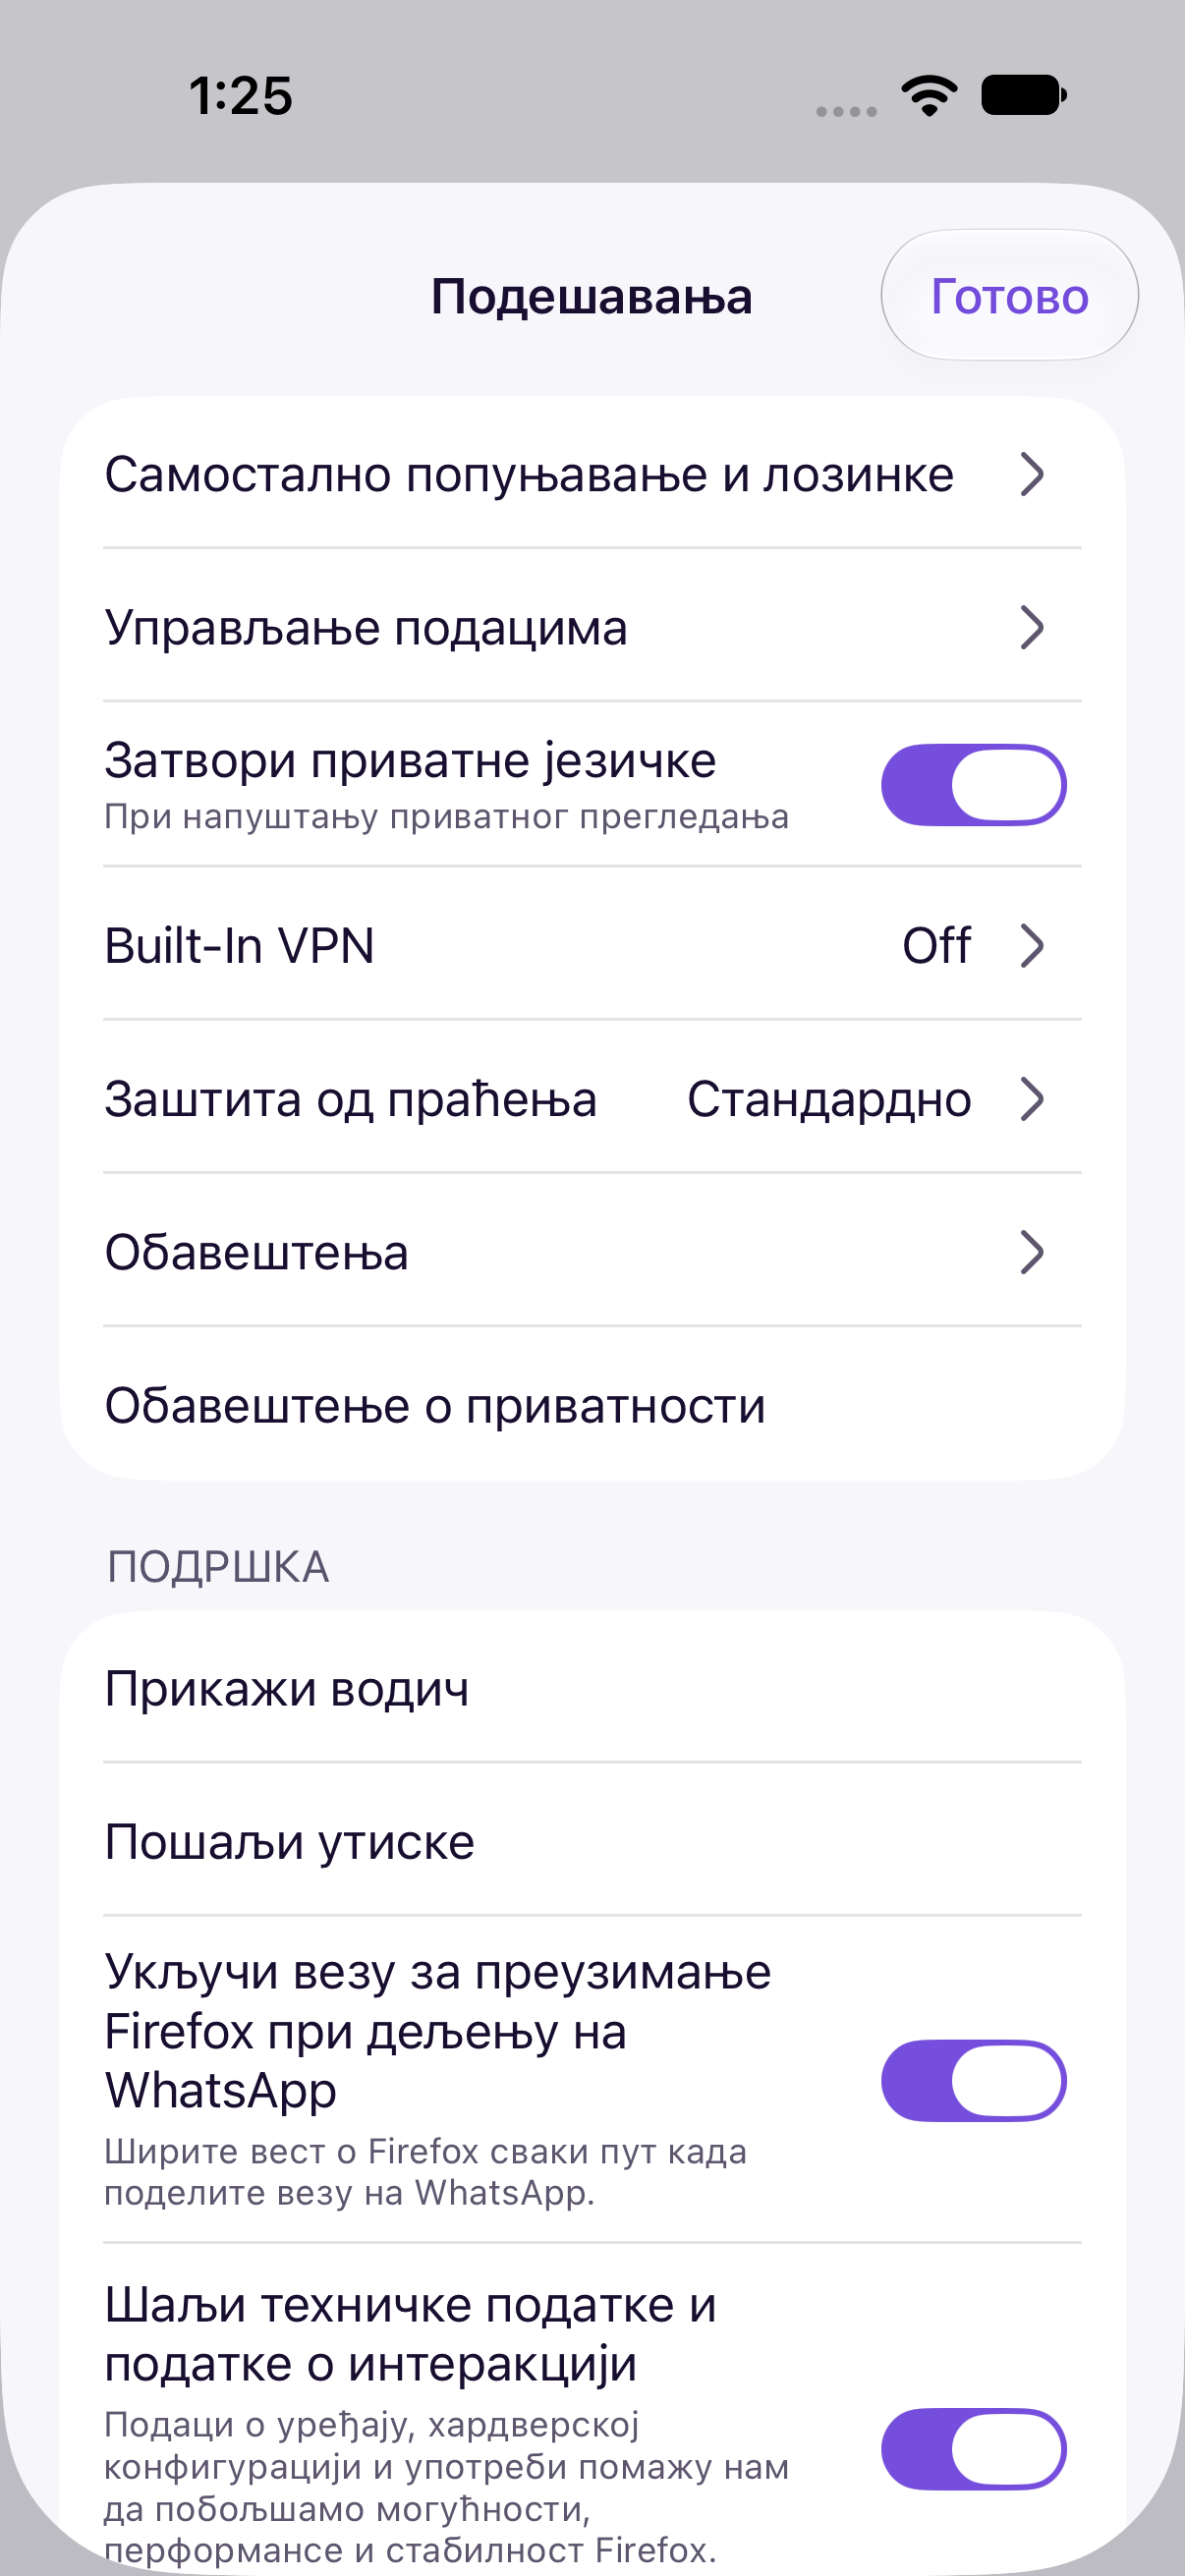 1:25
Подешавања
Готово
Самостално попуњавање и лозинке
Управљање подацима
Затвори приватне језичке
При напуштању приватног прегледања
Built-In VPN Off
Заштита од праћења Стандардно
Обавештења
Обавештење о приватности
ПОДРШКА
Прикажи водич
Пошаљи утиске
Укључи везу за преузимање
Firefox при дељењу на
WhatsApp
Ширите вест о Firefox сваки пут када
поделите везу на WhatsApp.
Шаљи техничке податке и
податке о интеракцији
Подаци о уређају, хардверској
конфигурацији и употреби помажу нам
да побољшамо могућности,
перформансе и стабилност Firefox.